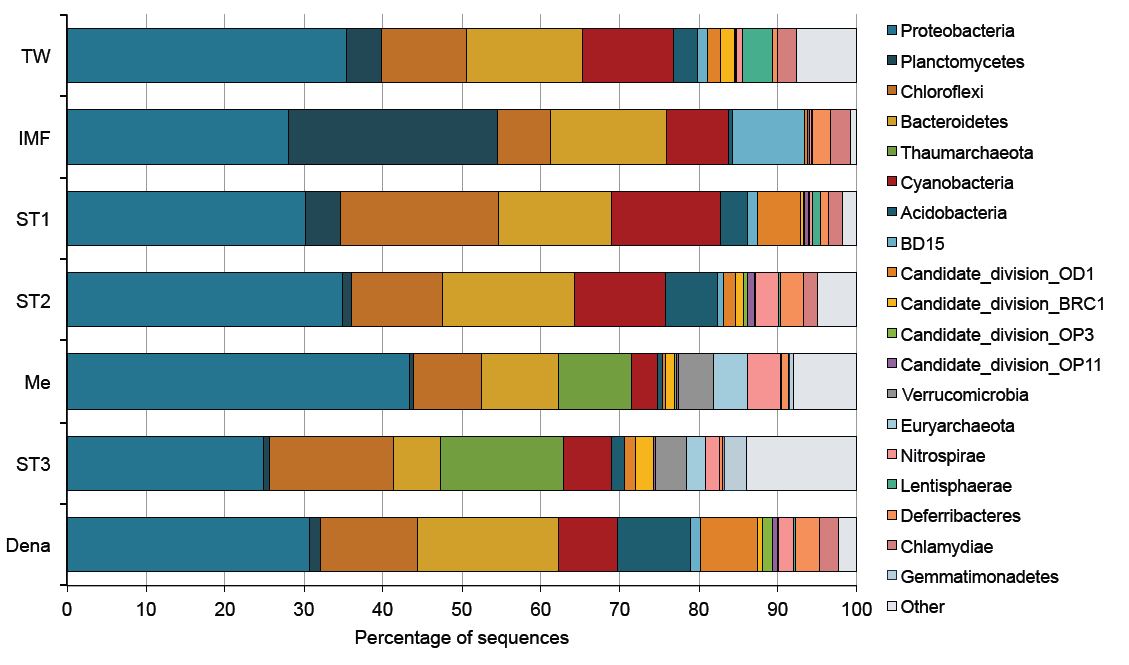 TW
IMF
ST1
ST2
Me
ST3
Dena
0 10 20 30 40 50 60 70 80 90 100
Percentage of sequences
Proteobacteria
Planctomycetes
Chloroflexi
Bacteroidetes
Thaumarchaeota
Cyanobacteria
Acidobacteria
BD15
Candidate_division_OD1
Candidate_division_BRC1
Candidate_division_OP3
Candidate_division_OP11
Verrucomicrobia
Euryarchaeota
Nitrospirae
Lentisphaerae
Deferribacteres
Chlamydiae
Gemmatimonadetes
Other